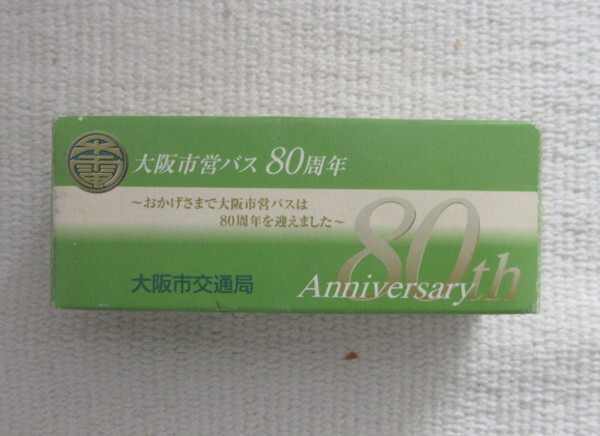 大阪市営バス 80周年
～おかげさまで大阪市営バスは
80周年を迎えました～
80th
Anniversary
大阪市交通局